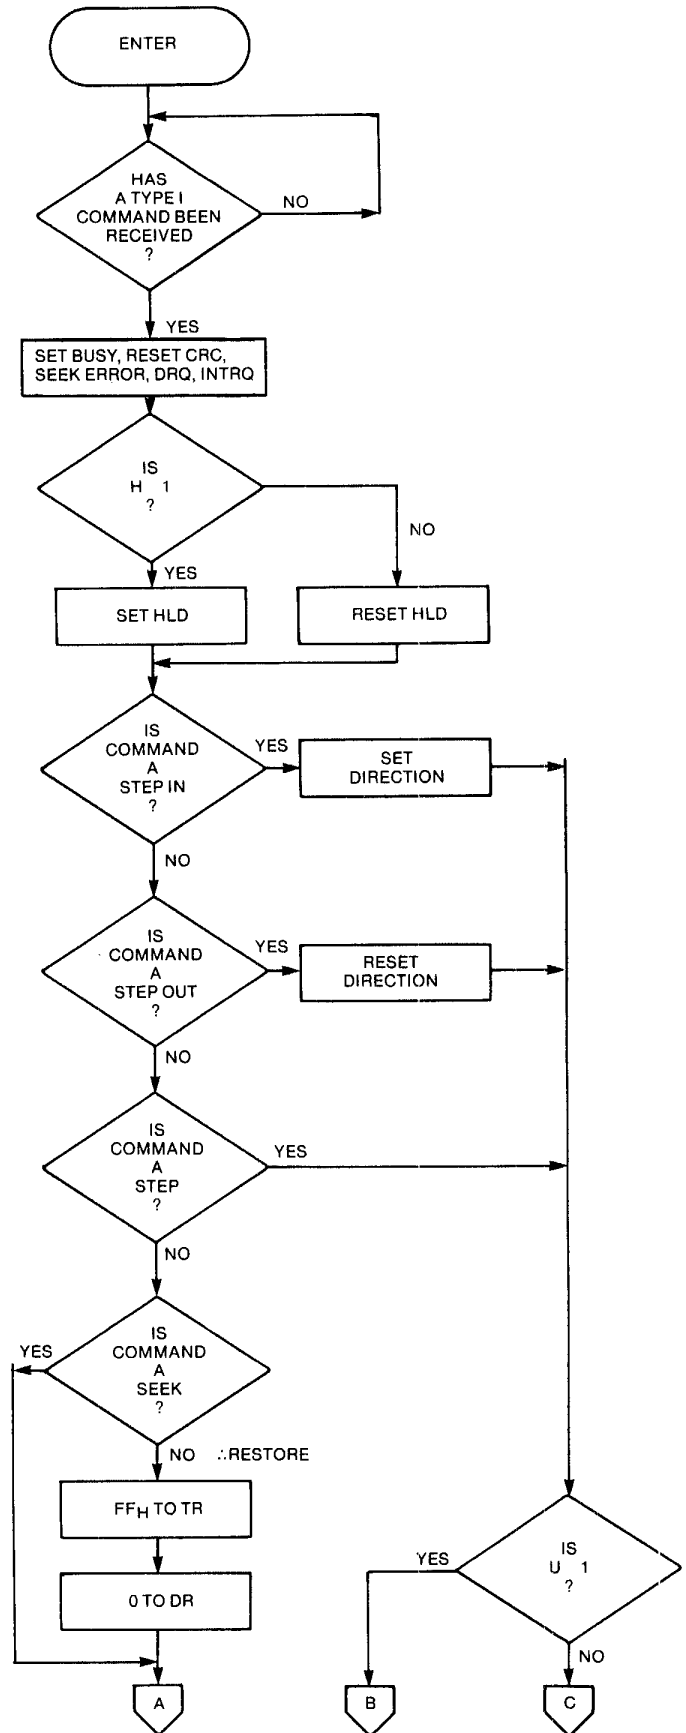 ENTER
HAS
A TYPE I
COMMAND BEEN
RECEIVED
?
NO
YES
SET BUSY, RESET CRC,
SEEK ERROR, DRQ, INTRQ
IS
H 1
?
NO
YES
SET HLD
RESET HLD
IS
COMMAND
A
STEP IN
?
YES
SET
DIRECTION
NO
IS
COMMAND
A
STEP OUT
?
YES
RESET
DIRECTION
NO
IS
COMMAND
A
STEP
?
YES
NO
IS
COMMAND
A
SEEK
?
YES
NO ∴RESTORE
FFH TO TR
0 TO DR
IS
U 1
?
YES
NO
A
B
C